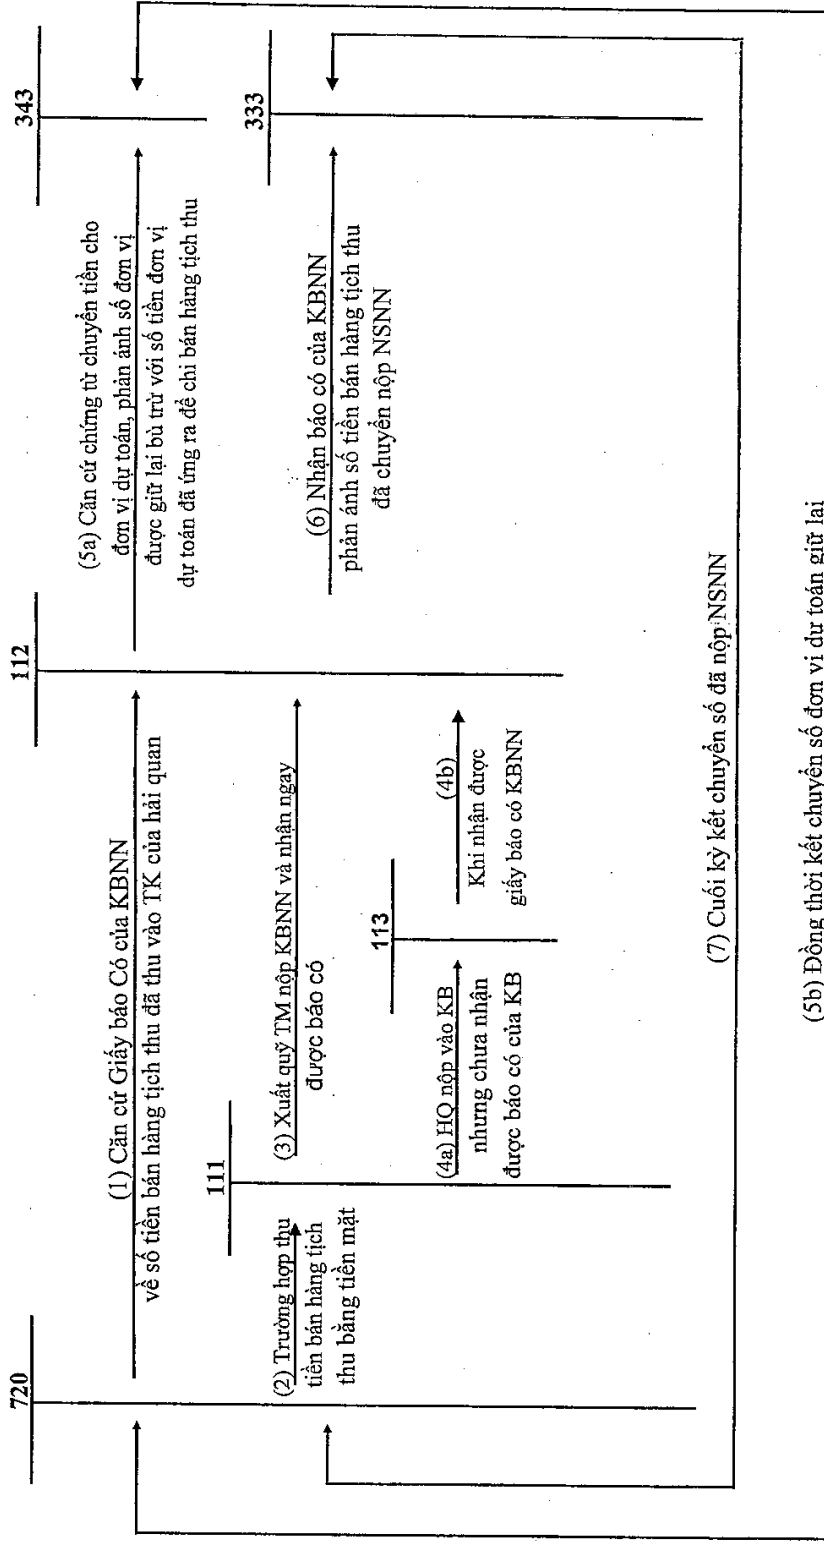 720
112
343
(1) Căn cứ Giấy báo Có của KBNN
về số tiền bán hàng tịch thu đã thu vào TK của hải quan
(5a) Căn cứ chứng từ chuyển tiền cho
đơn vị dự toán, phản ánh số đơn vị
được giữ lại bù trừ với số tiền đơn vị
dự toán đã ứng ra để chi bán hàng tịch thu
111
333
(2) Trường hợp thu
tiền bán hàng tịch
thu bằng tiền mặt
(3) Xuất quỹ TM nộp KBNN và nhận ngay
được báo có
(6) Nhận báo có của KBNN
phản ánh số tiền bán hàng tịch thu
đã chuyển nộp NSNN
113
(4a) HQ nộp vào KB
nhưng chưa nhận
được báo có của KB
(4b)
Khi nhận được
giấy báo có KBNN
(7) Cuối kỳ kết chuyển số đã nộp NSNN
(5b) Đồng thời kết chuyển số đơn vị dự toán giữ lại